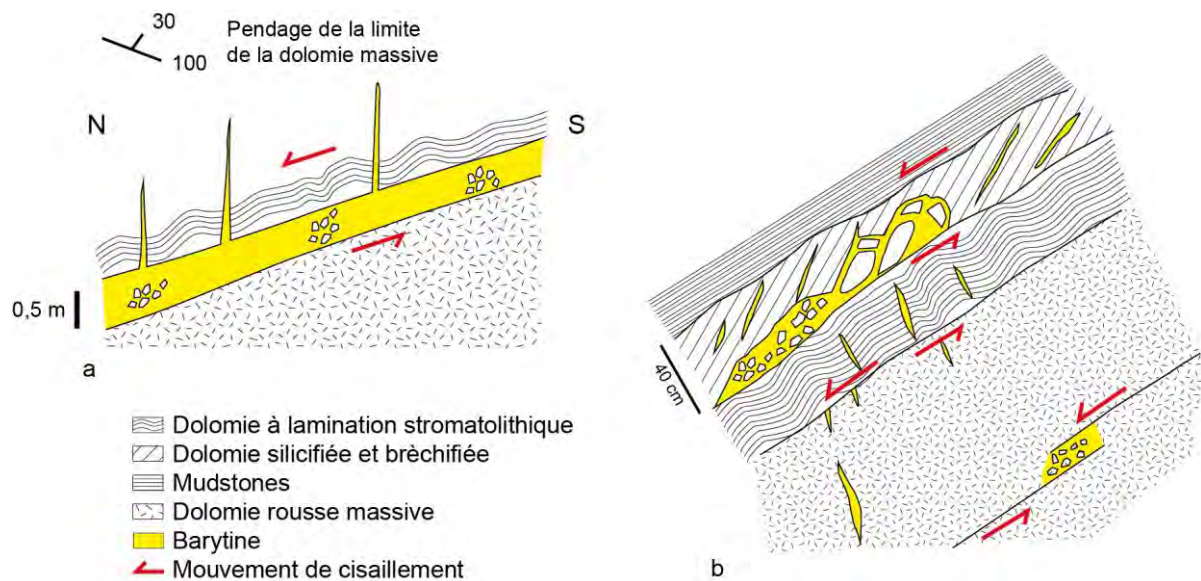 30
100
Pendage de la limite
de la dolomie massive
N
S
0,5 m
a
40 cm
b
Dolomie à lamination stromatolithique
Dolomie silicifiée et brèchifiée
Mudstones
Dolomie rousse massive
Barytine
Mouvement de cisaillement